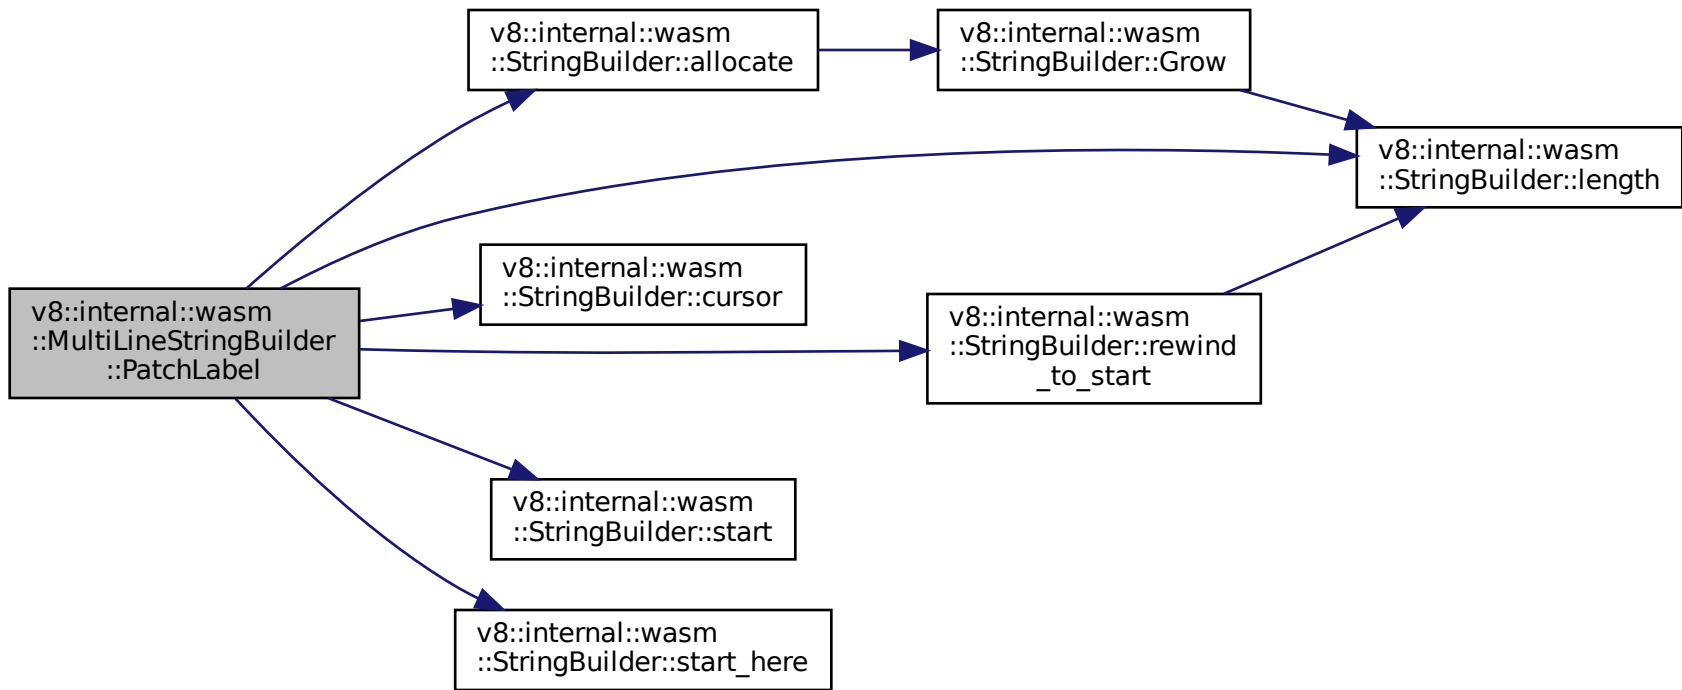 v8::internal::wasm
::MultiLineStringBuilder
::PatchLabel
v8::internal::wasm
::StringBuilder::allocate
v8::internal::wasm
::StringBuilder::Grow
v8::internal::wasm
::StringBuilder::length
v8::internal::wasm
::StringBuilder::cursor
v8::internal::wasm
::StringBuilder::rewind
_to_start
v8::internal::wasm
::StringBuilder::start
v8::internal::wasm
::StringBuilder::start_here